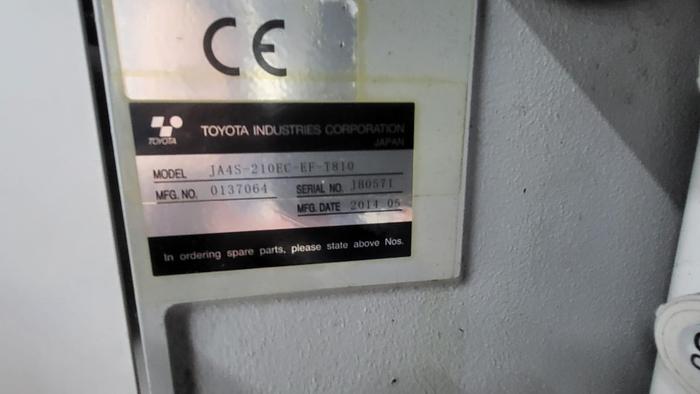 CE
TOYOTA
TOYOTA INDUSTRIES CORPORATION
JAPAN
MODEL JA4S-210EC-EF-T810
MFG. NO. 0137064 SERIAL NO. J80571
MFG. DATE 2014.05
In ordering spare parts, please state above Nos.